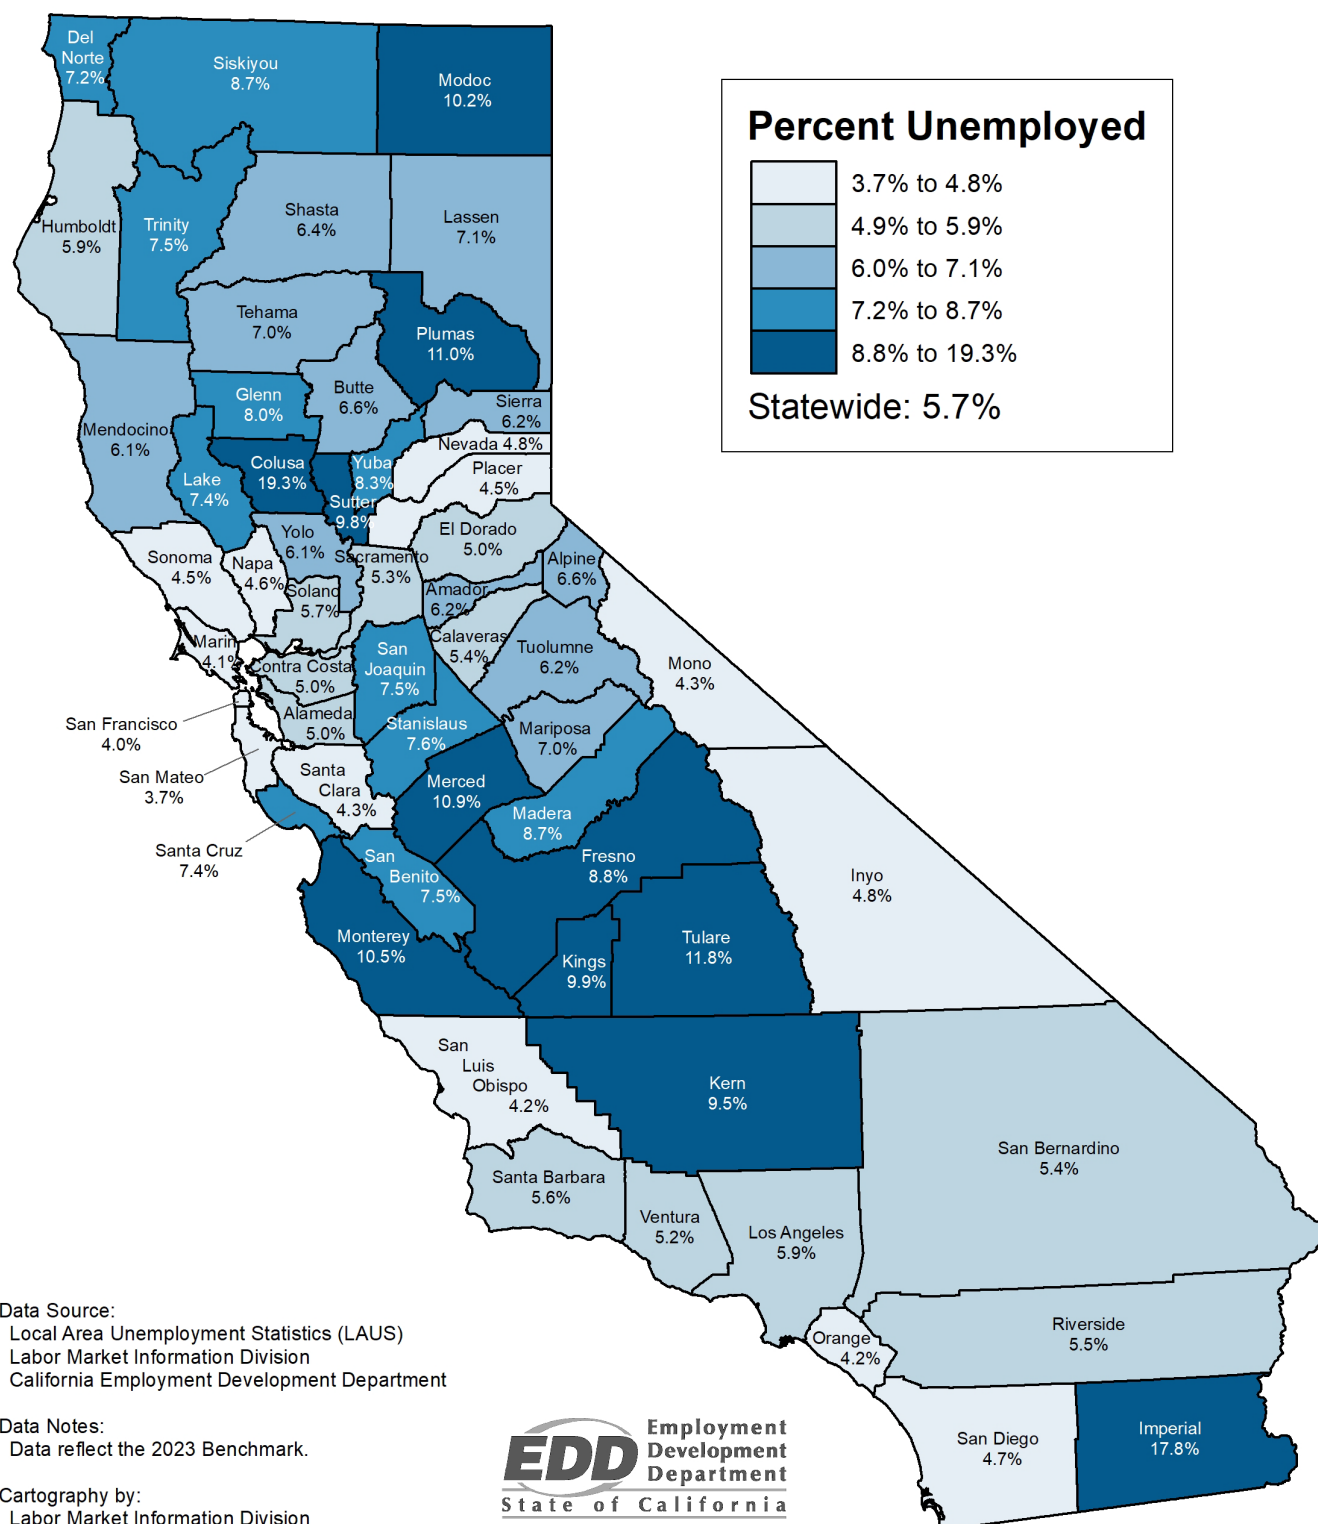 Del
Norte
7.2%
Siskiyou
8.7%
Modoc
10.2%
Percent Unemployed
3.7% to 4.8%
4.9% to 5.9%
6.0% to 7.1%
7.2% to 8.7%
8.8% to 19.3%
Statewide: 5.7%
Humboldt
5.9%
Trinity
7.5%
Shasta
6.4%
Lassen
7.1%
Tehama
7.0%
Plumas
11.0%
Glenn
8.0%
Butte
6.6%
Sierra
6.2%
Mendocino
6.1%
Nevada 4.8%
Lake
7.4%
Colusa
19.3%
Yuba
8.3%
Placer
4.5%
Sutter
9.8%
Yolo
6.1%
El Dorado
5.0%
Sonoma
4.5%
Napa
4.6%
Sacramento
5.3%
Alpine
6.6%
Solano
5.7%
Amador
6.2%
Marin
4.1%
Calaveras
5.4%
Tuolumne
6.2%
Mono
4.3%
Contra Costa
5.0%
San
Joaquin
7.5%
San Francisco
4.0%
Alameda
5.0%
Stanislaus
7.6%
Mariposa
7.0%
San Mateo
3.7%
Santa
Clara
4.3%
Merced
10.9%
Madera
8.7%
Santa Cruz
7.4%
San
Benito
7.5%
Fresno
8.8%
Inyo
4.8%
Monterey
10.5%
Kings
9.9%
Tulare
11.8%
San
Luis
Obispo
4.2%
Kern
9.5%
San Bernardino
5.4%
Santa Barbara
5.6%
Ventura
5.2%
Los Angeles
5.9%
Orange
4.2%
Riverside
5.5%
San Diego
4.7%
Imperial
17.8%
Data Source:
Local Area Unemployment Statistics (LAUS)
Labor Market Information Division
California Employment Development Department
Data Notes:
Data reflect the 2023 Benchmark.
Cartography by:
Labor Market Information Division
EDD
Employment
Development
Department
State of California